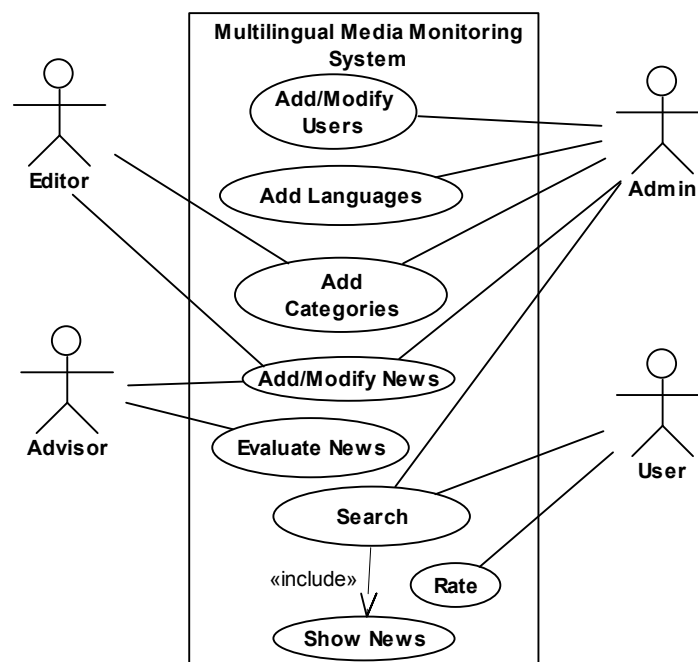 Multilingual Media Monitoring
System
Add/Modify
Users
Editor
Add Languages
Admin
Add
Categories
Add/Modify News
Advisor
Evaluate News
User
Search
«include»
Rate
Show News